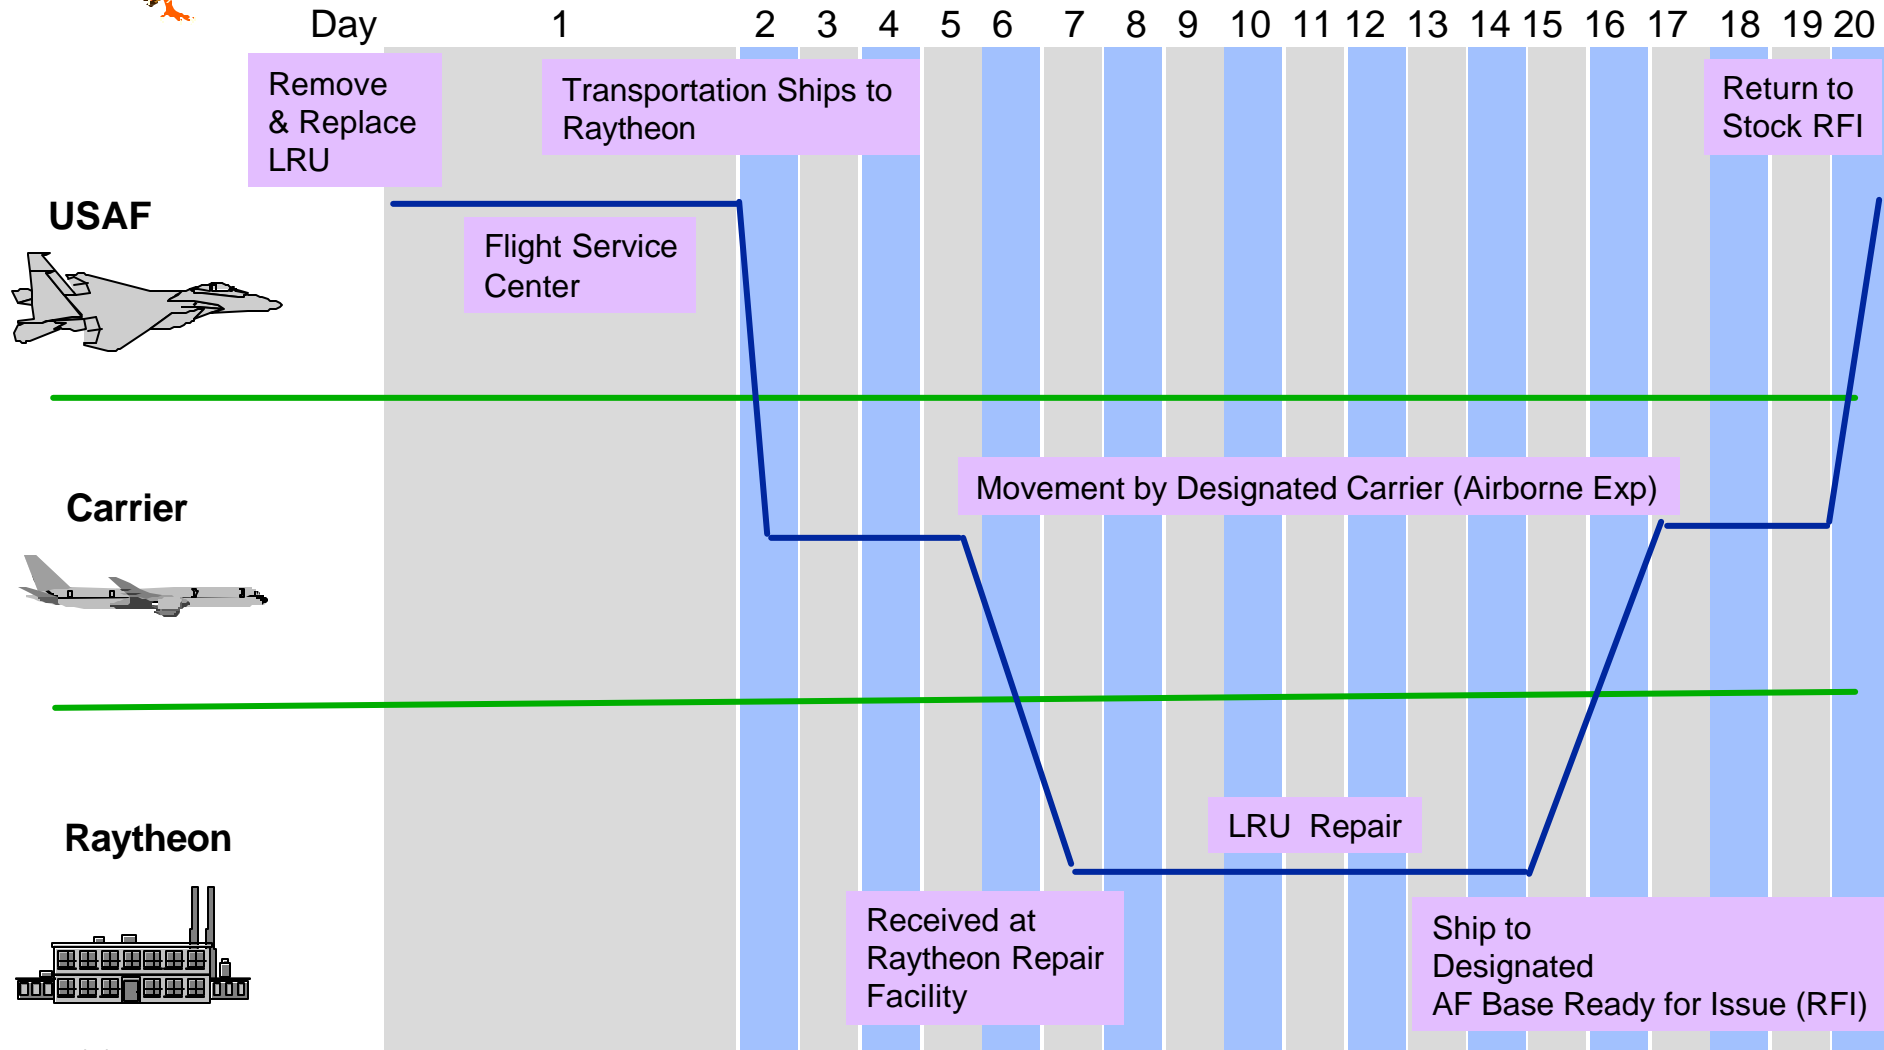 Day 1 2 3 4 5 6 7 8 9 10 11 12 13 14 15 16 17 18 19 20
Remove
& Replace
LRU
Transportation Ships to
Raytheon
Return to
Stock RFI
USAF
Flight Service
Center
Movement by Designated Carrier (Airborne Exp)
Carrier
LRU Repair
Raytheon
Received at
Raytheon Repair
Facility
Ship to
Designated
AF Base Ready for Issue (RFI)